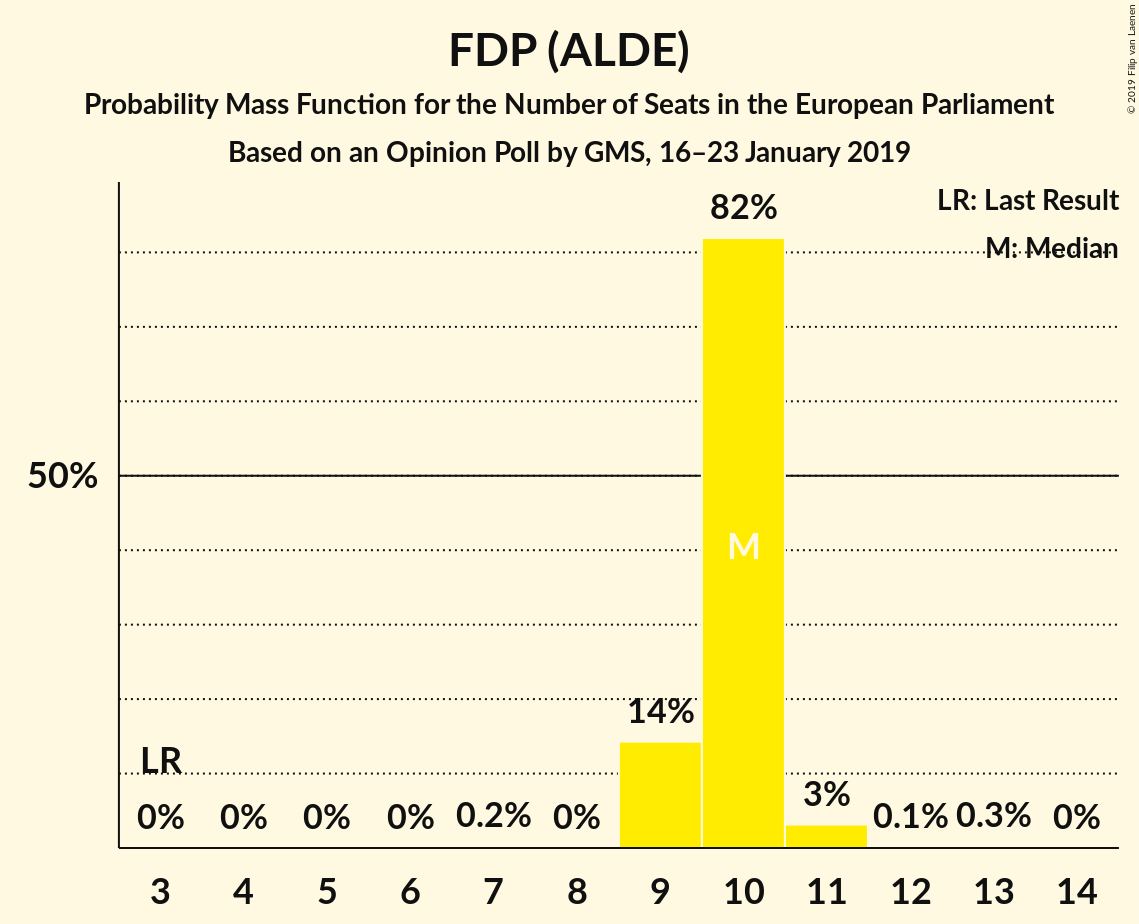 FDP (ALDE)
Probability Mass Function for the Number of Seats in the European Parliament
Based on an Opinion Poll by GMS, 16–23 January 2019
© 2019 Filip van Laenen
LR: Last Result
M: Median
82%
50%
M
14%
LR
3%
0% 0% 0% 0% 0.2% 0% 0.1% 0.3% 0%
3 4 5 6 7 8 9 10 11 12 13 14